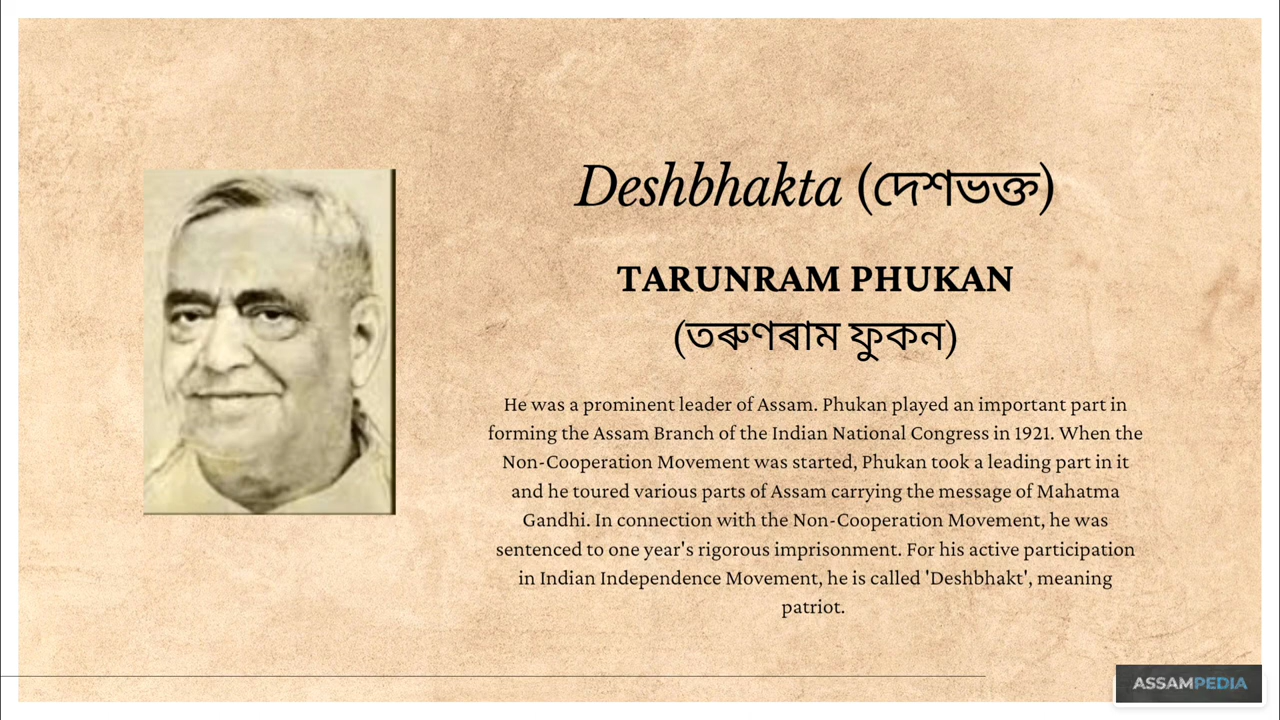 Deshbhakta (দেশভক্ত)
TARUNRAM PHUKAN
(তৰুণৰাম ফুকন)
He was a prominent leader of Assam. Phukan played an important part in
forming the Assam Branch of the Indian National Congress in 1921. When the
Non-Cooperation Movement was started, Phukan took a leading part in it
and he toured various parts of Assam carrying the message of Mahatma
Gandhi. In connection with the Non-Cooperation Movement, he was
sentenced to one year's rigorous imprisonment. For his active participation
in Indian Independence Movement, he is called 'Deshbhakt', meaning
patriot.
ASSAMPEDIA